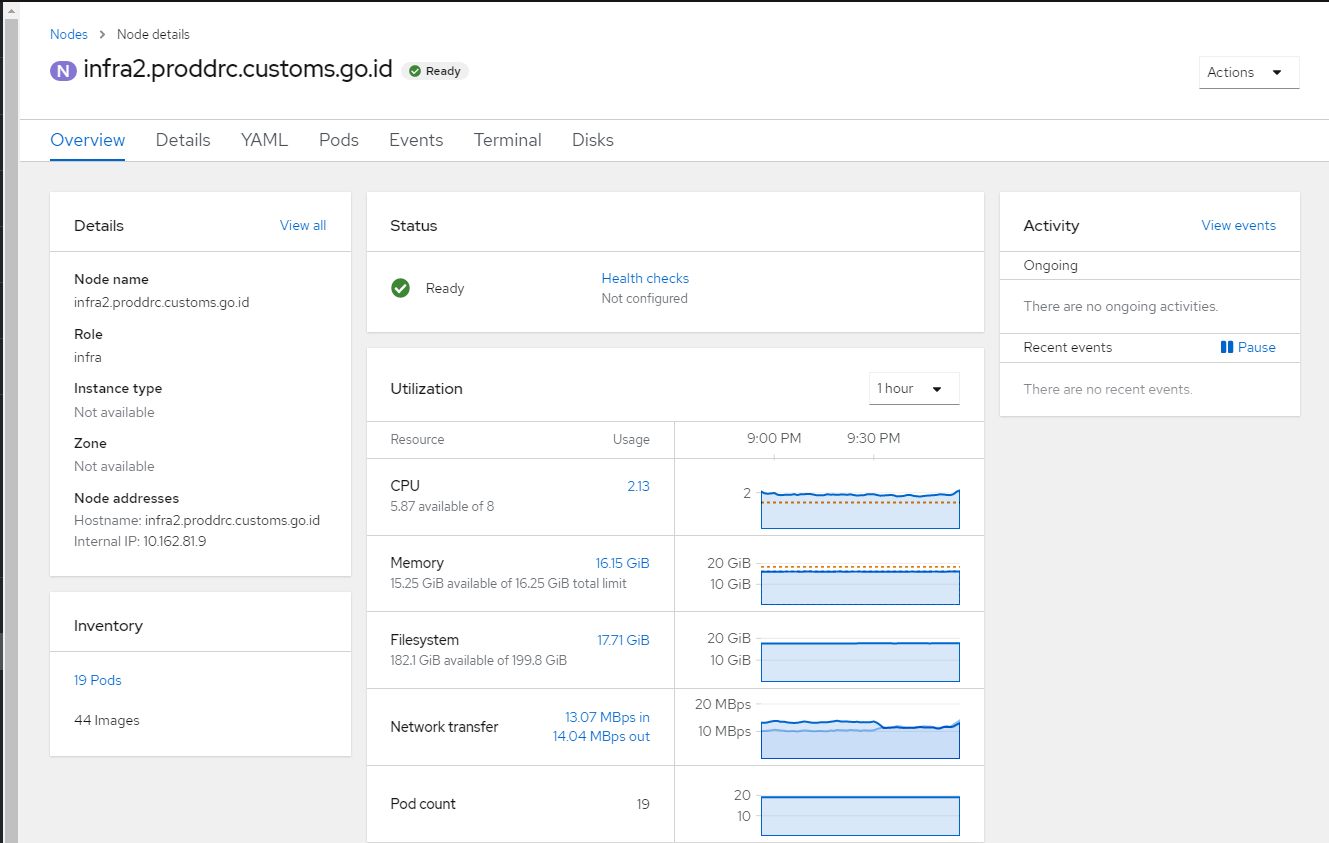 Nodes > Node details
N infra2.proddrc.customs.go.id Ready
Actions
Overview Details YAML Pods Events Terminal Disks
Details View all
Node name
infra2.proddrc.customs.go.id
Role
infra
Instance type
Not available
Zone
Not available
Node addresses
Hostname: infra2.proddrc.customs.go.id
Internal IP: 10.162.81.9
Inventory
19 Pods
44 Images
Status
Ready
Health checks
Not configured
Utilization 1 hour
Resource Usage 9:00 PM 9:30 PM
CPU 2.13
5.87 available of 8
2
Memory 16.15 GiB
15.25 GiB available of 16.25 GiB total limit
20 GiB
10 GiB
Filesystem 17.71 GiB
182.1 GiB available of 199.8 GiB
20 GiB
10 GiB
Network transfer
13.07 MBps in
14.04 MBps out
20 MBps
10 MBps
Pod count 19
20
10
Activity View events
Ongoing
There are no ongoing activities.
Recent events Pause
There are no recent events.